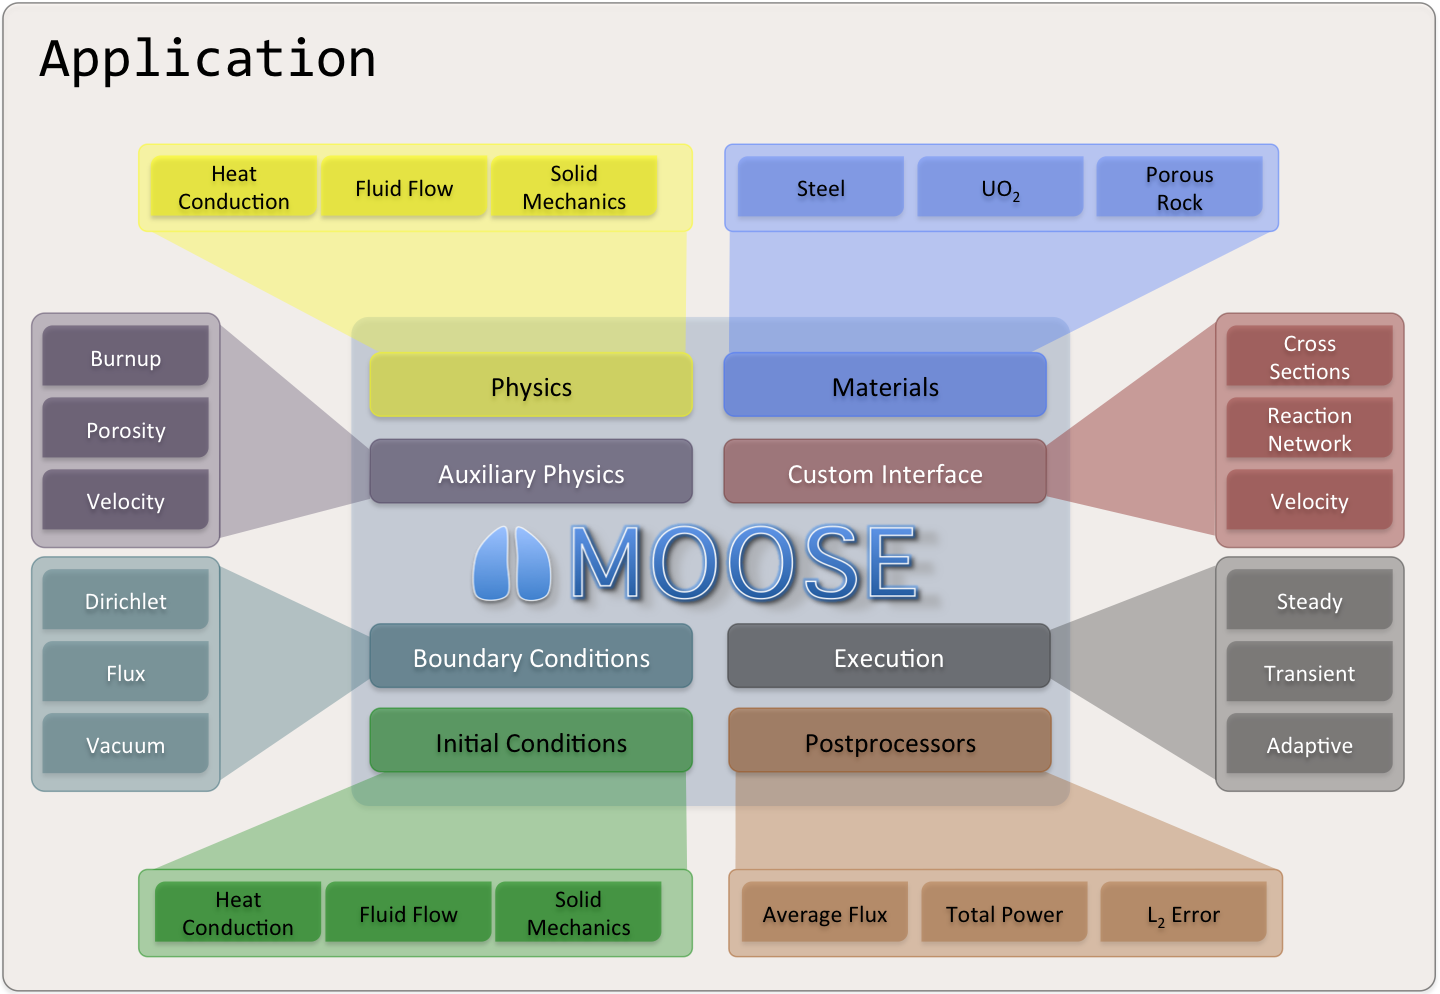 Application
Heat
Conduction
Fluid Flow
Solid
Mechanics
Steel
UO₂
Porous
Rock
Burnup
Porosity
Velocity
Physics
Materials
Auxiliary Physics
Custom Interface
Cross
Sections
Reaction
Network
Velocity
MOOSE
Dirichlet
Flux
Vacuum
Boundary Conditions
Execution
Initial Conditions
Postprocessors
Steady
Transient
Adaptive
Heat
Conduction
Fluid Flow
Solid
Mechanics
Average Flux
Total Power
L₂ Error